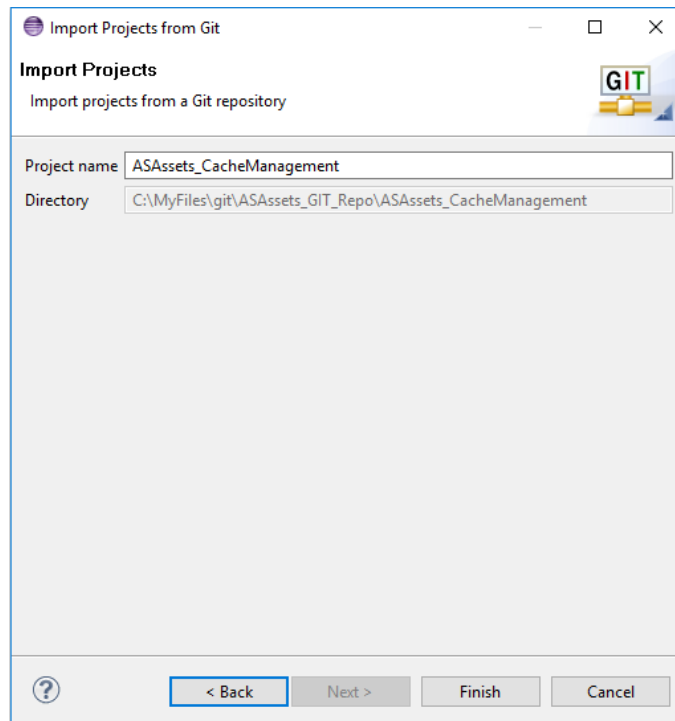 Import Projects from Git
Import Projects
Import projects from a Git repository
GIT
Project name ASAssets_CacheManagement
Directory C:\MyFiles\git\ASAssets_GIT_Repo\ASAssets_CacheManagement
? < Back Next > Finish Cancel